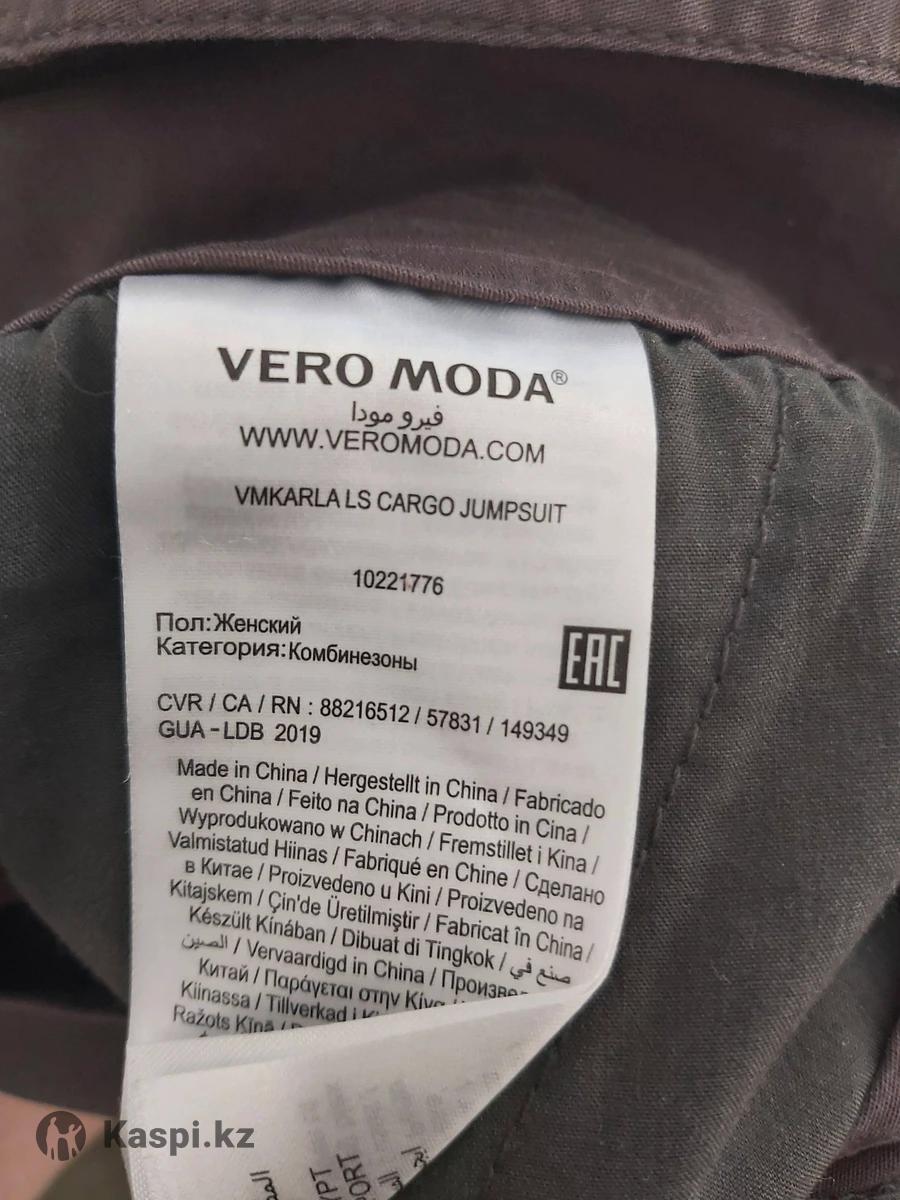 VERO MODA®
فيرو مودا
WWW.VEROMODA.COM
VMKARLA LS CARGO JUMPSUIT
10221776
Пол:Женский
Категория:Комбинезоны
EAC
CVR / CA / RN : 88216512 / 57831 / 149349
GUA - LDB 2019
Made in China / Hergestellt in China / Fabricado
en China / Feito na China / Prodotto in Cina /
Wyprodukowano w Chinach / Fremstillet i Kina /
Valmistatud Hiinas / Fabriqué en Chine / Сделано
в Китае / Proizvedeno u Kini / Proizvedeno na
Kitajskem / Çin'de Üretilmiştir / Fabricat în China /
Készült Kínában / Dibuat di Tingkok / صنع في
الصين / Vervaardigd in China /
Китай / Παράγεται στην
Kiinassa / Tillverkad i
Ražots Ķīnā /
Kaspi.kz